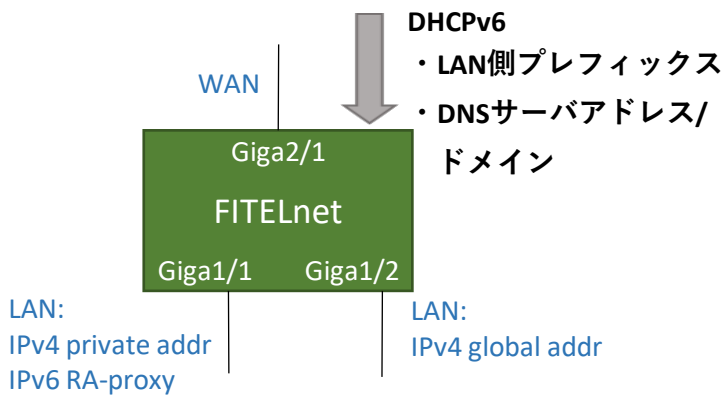 DHCPv6
・LAN側プレフィックス
・DNSサーバアドレス/
ドメイン
WAN
Giga2/1
FITELnet
Giga1/1
Giga1/2
LAN:
IPv4 private addr
IPv6 RA-proxy
LAN:
IPv4 global addr